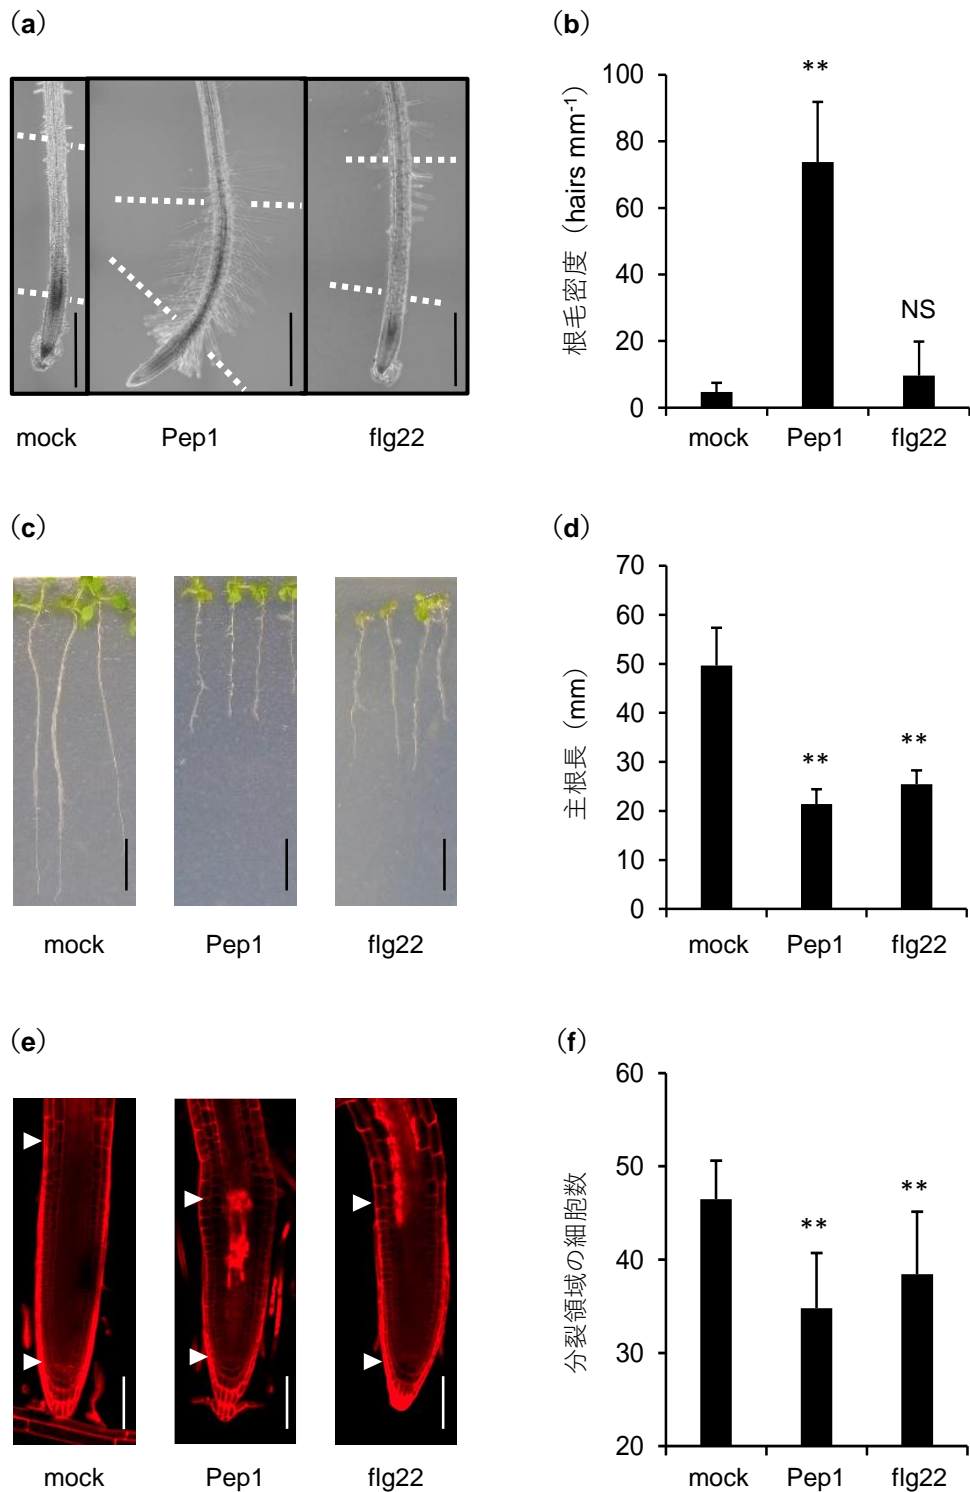 （a）
mock Pep1 flg22
（b）
根毛密度（hairs mm-1）
100
80
60
40
20
0
**
NS
mock Pep1 flg22
（c）
mock Pep1 flg22
（d）
主根長（mm）
70
60
50
40
30
20
10
0
**
**
mock Pep1 flg22
（e）
mock Pep1 flg22
（f）
分裂領域の細胞数
60
50
40
30
20
**
**
mock Pep1 flg22